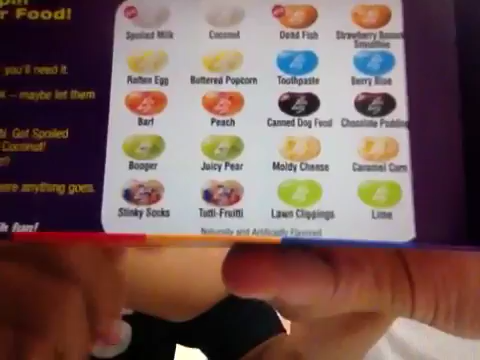 r Food!
you'll need it.
– maybe let them
Got Spoiled
Coconut!
ere anything goes.
Spoiled Milk Coconut Dead Fish Strawberry Banana
Smoothie
Rotten Egg Buttered Popcorn Toothpaste Berry Blue
Barf Peach Canned Dog Food Chocolate Pudding
Booger Juicy Pear Moldy Cheese Caramel Corn
Stinky Socks Tutti-Fruitti Lawn Clippings Lime
Naturally and Artificially Flavored